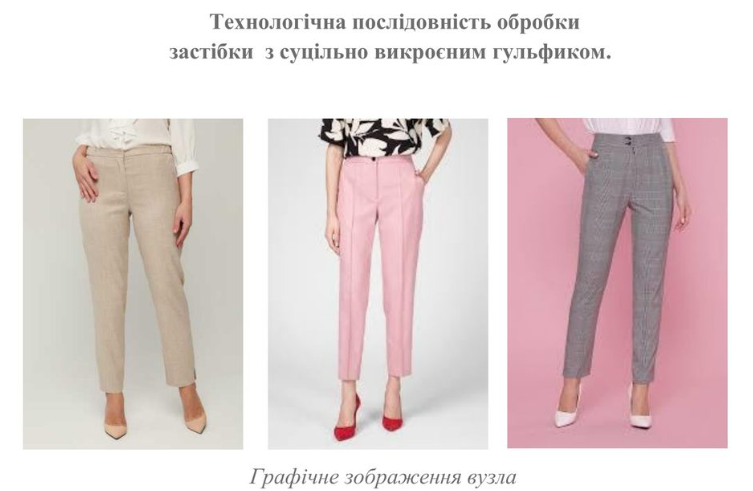 Технологічна послідовність обробки
застібки з суцільно викроєним гульфиком.
Графічне зображення вузла